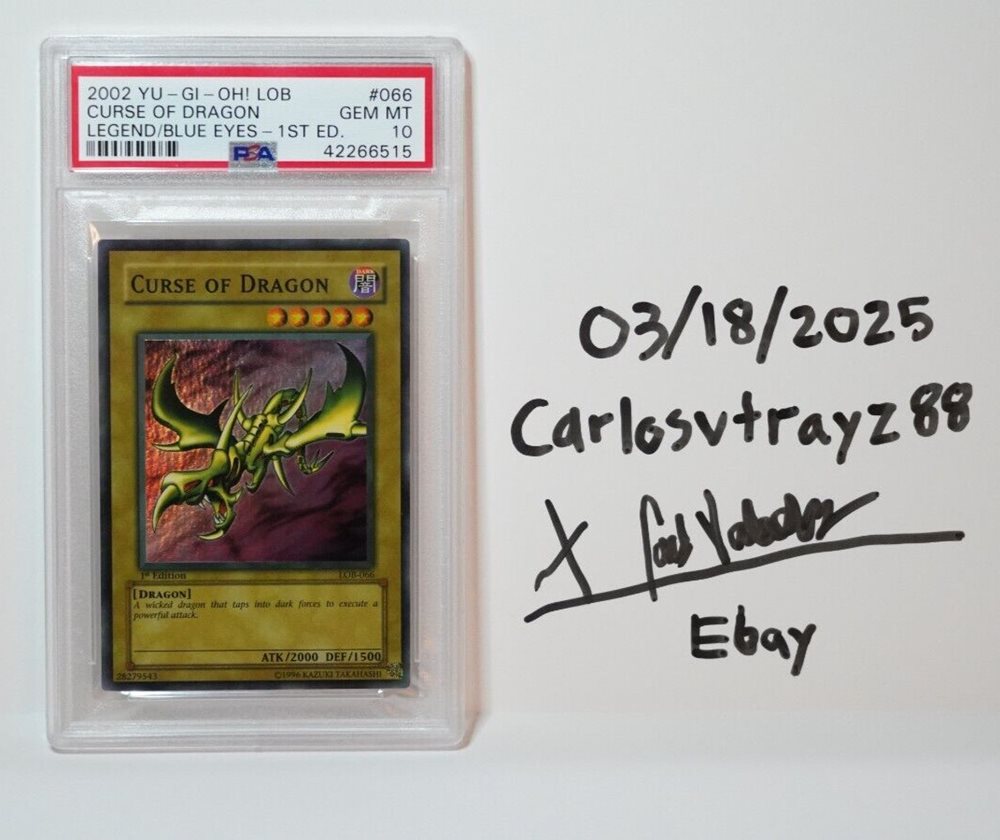 2002 YU-GI-OH! LOB #066
CURSE OF DRAGON GEM MT
LEGEND/BLUE EYES-1ST ED. 10
PSA 42266515
CURSE OF DRAGON
DARK
闇
1st Edition LOB-066
[DRAGON]
A wicked dragon that taps into dark forces to execute a
powerful attack.
ATK/2000 DEF/1500
28279543 ©1996 KAZUKI TAKAHASHI
03/18/2025
Carlosvtrayz88
X
Ebay